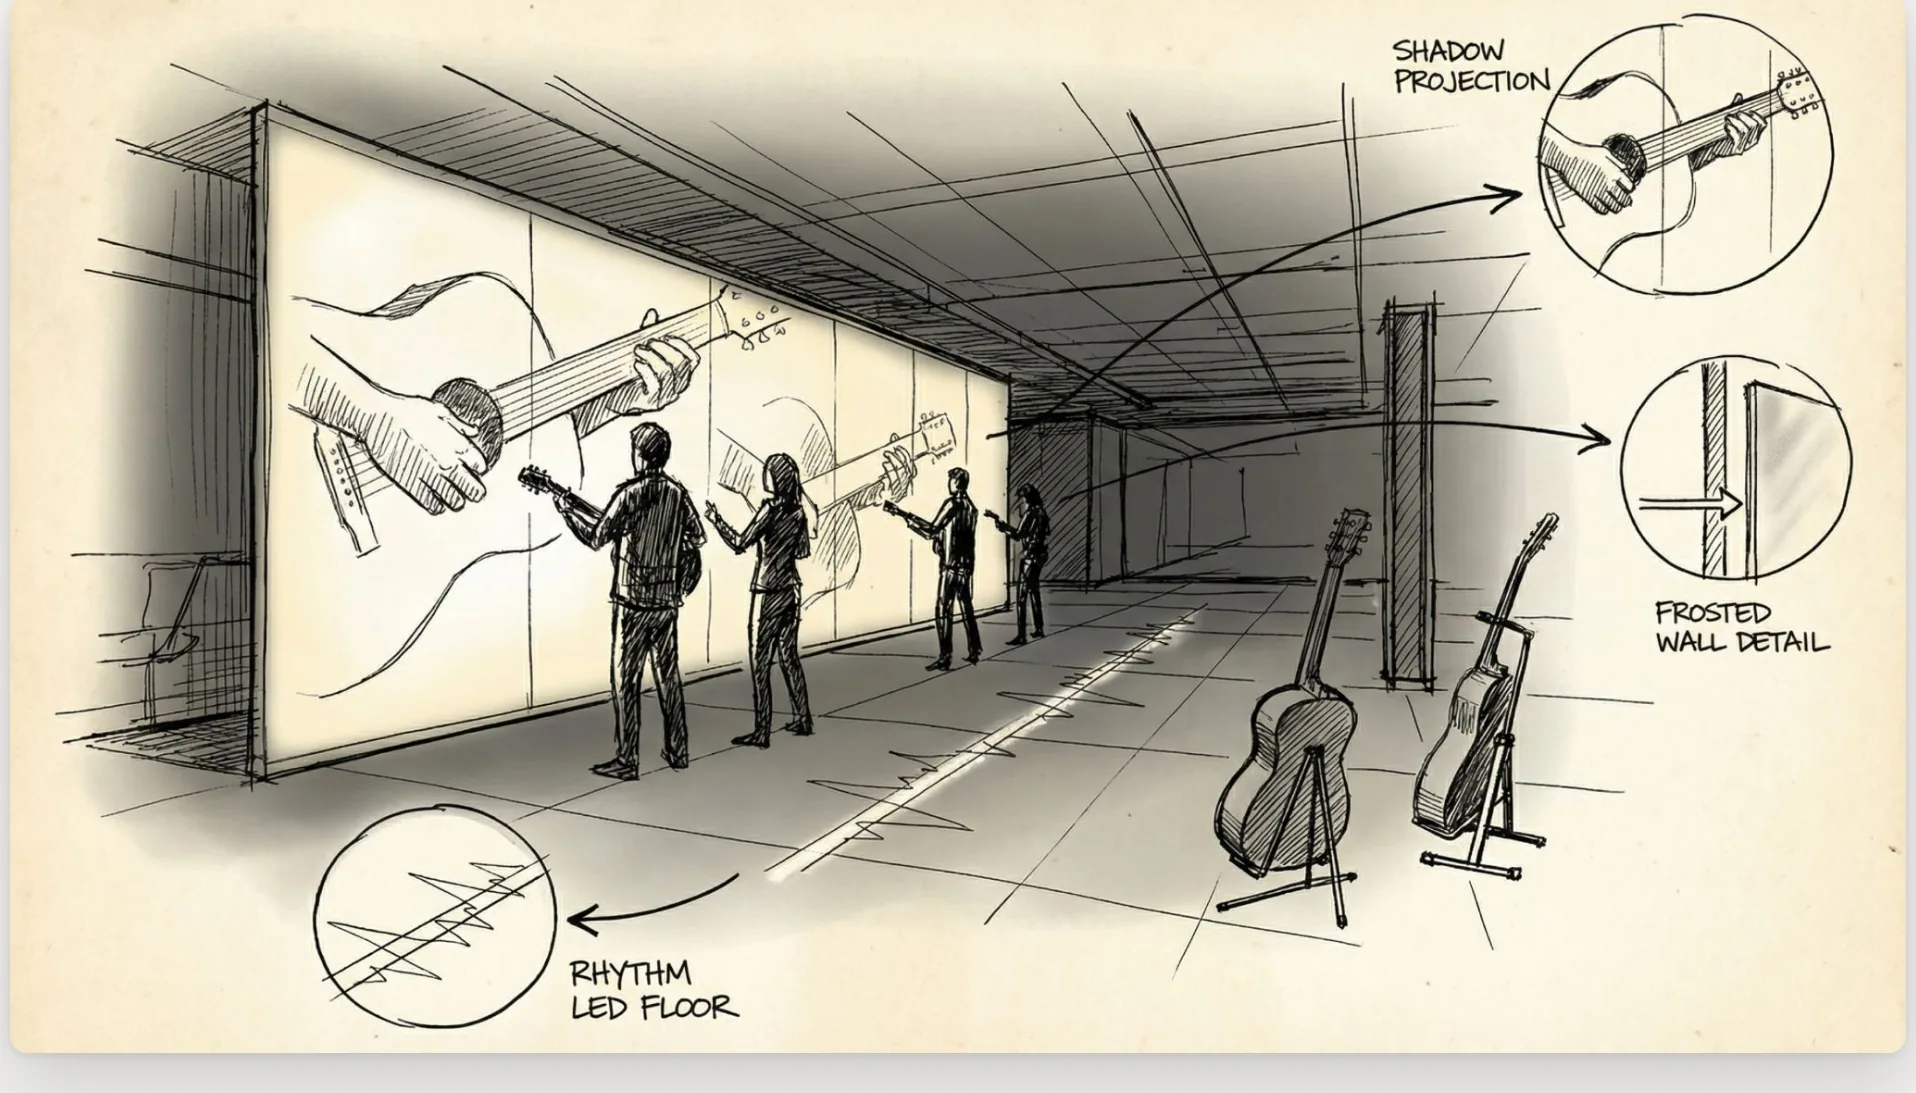 SHADOW
PROJECTION
FROSTED
WALL DETAIL
RHYTHM
LED FLOOR